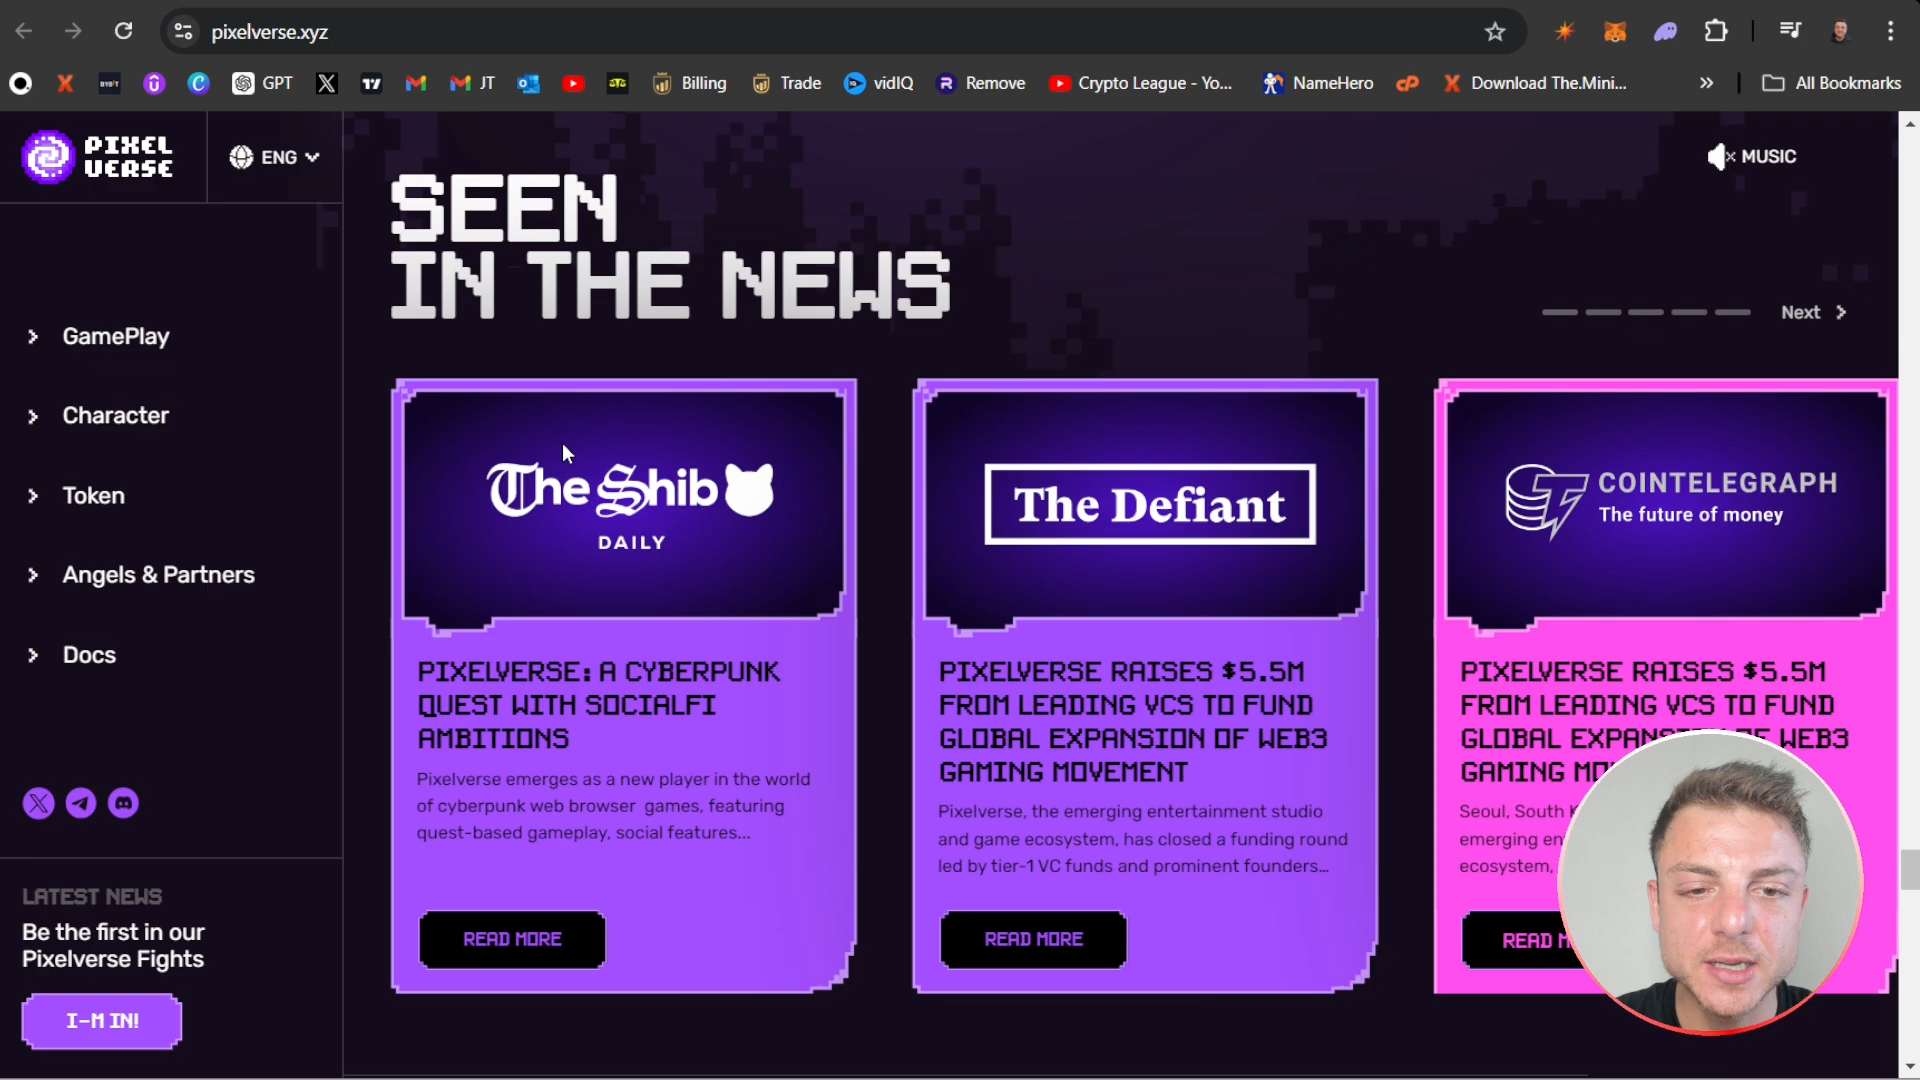 pixelverse.xyz
GPT
JT
Billing
Trade
vidIQ
Remove
Crypto League - Yo...
NameHero
Download The.Mini...
All Bookmarks
PIXEL
VERSE
ENG
MUSIC
SEEN
IN THE NEWS
Next
GamePlay
Character
Token
Angels & Partners
Docs
LATEST NEWS
Be the first in our
Pixelverse Fights
I-M IN!
The Shib
DAILY
PIXELVERSE: A CYBERPUNK
QUEST WITH SOCIALFI
AMBITIONS
Pixelverse emerges as a new player in the world
of cyberpunk web browser games, featuring
quest-based gameplay, social features...
READ MORE
The Defiant
PIXELVERSE RAISES $5.5M
FROM LEADING VCS TO FUND
GLOBAL EXPANSION OF WEB3
GAMING MOVEMENT
Pixelverse, the emerging entertainment studio
and game ecosystem, has closed a funding round
led by tier-1 VC funds and prominent founders...
READ MORE
COINTELEGRAPH
The future of money
PIXELVERSE RAISES $5.5M
FROM LEADING VCS TO FUND
GLOBAL EXPANSION OF WEB3
GAMING MO
Seoul, South K
emerging en
ecosystem,
READ M